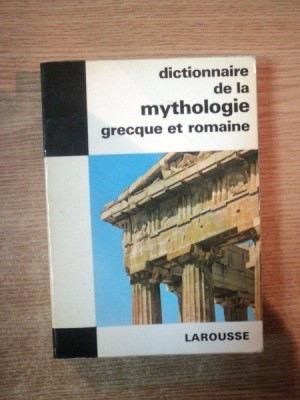 dictionnaire
de la
mythologie
grecque et romaine
LAROUSSE